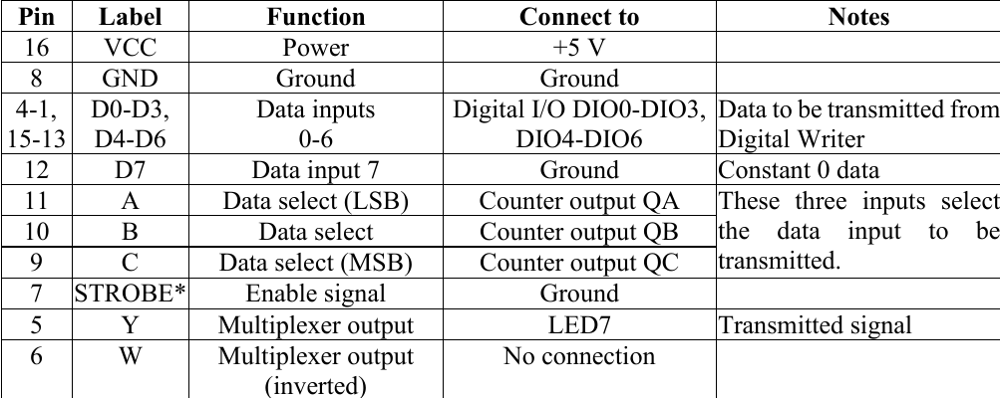 Pin Label Function Connect to Notes
16 VCC Power +5 V
8 GND Ground Ground
4-1, D0-D3, Data inputs Digital I/O DIO0-DIO3, Data to be transmitted from
15-13 D4-D6 0-6 DIO4-DIO6 Digital Writer
12 D7 Data input 7 Ground Constant 0 data
11 A Data select (LSB) Counter output QA These three inputs select
10 B Data select Counter output QB the data input to be
9 C Data select (MSB) Counter output QC transmitted.
7 STROBE* Enable signal Ground
5 Y Multiplexer output LED7 Transmitted signal
6 W Multiplexer output No connection
(inverted)